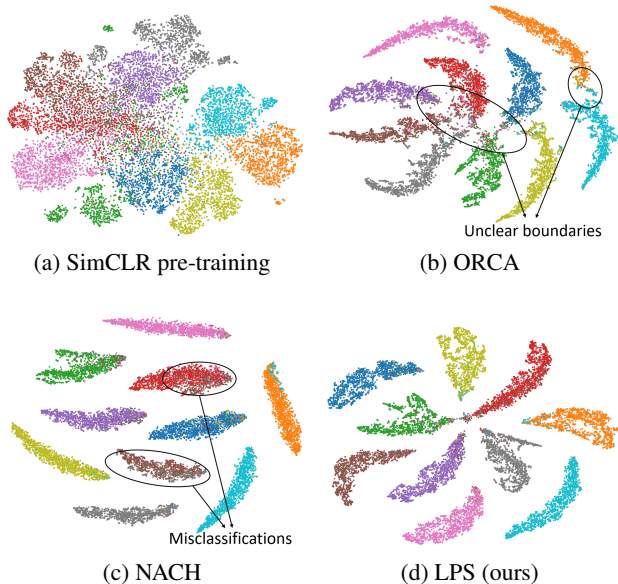 (a) SimCLR pre-training
Unclear boundaries
(b) ORCA
Misclassifications
(c) NACH
(d) LPS (ours)